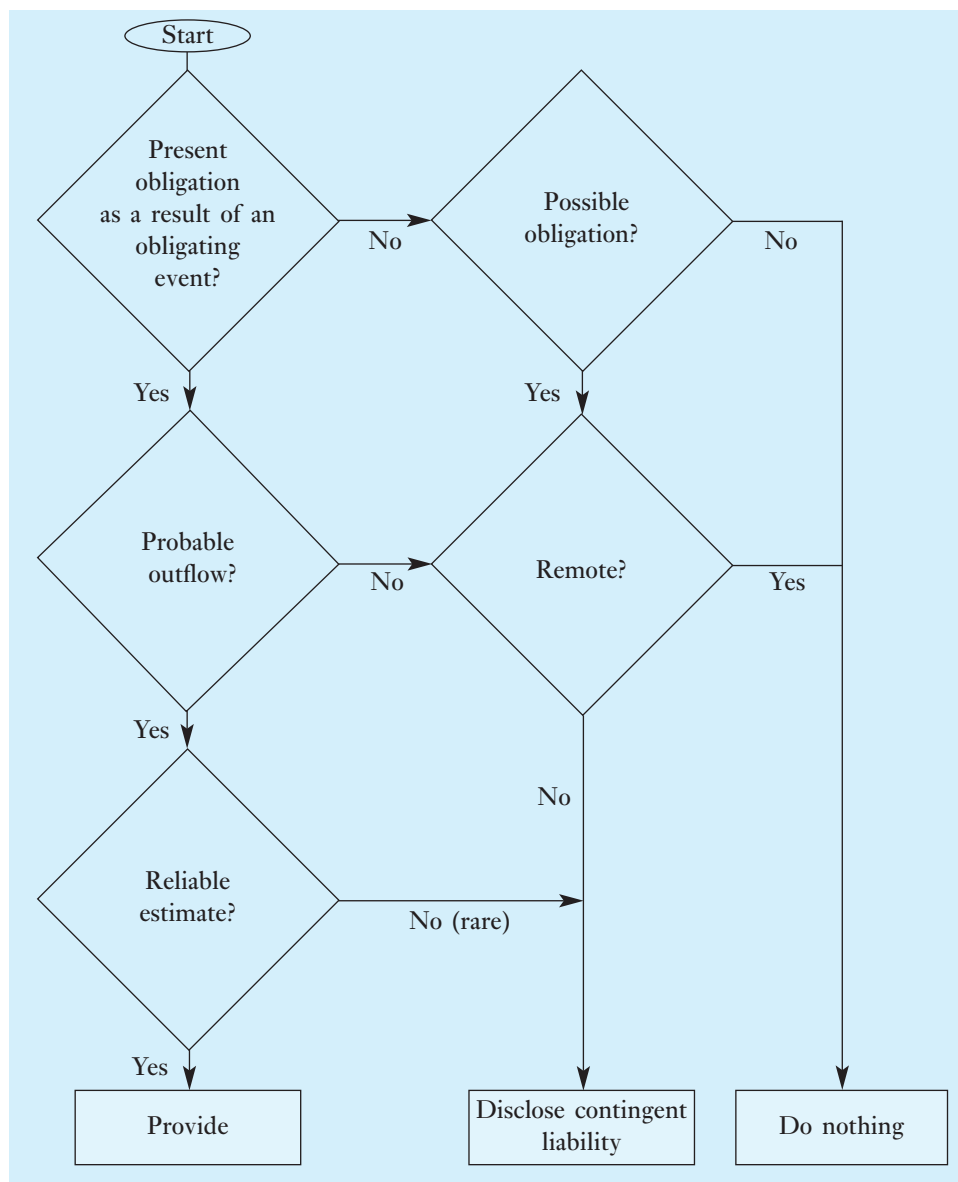 Start
Present
obligation
as a result of an
obligating
event?
No
Possible
obligation?
No
Yes
Yes
Probable
outflow?
No
Remote?
Yes
Yes
No
Reliable
estimate?
No (rare)
Yes
Provide
Disclose contingent
liability
Do nothing